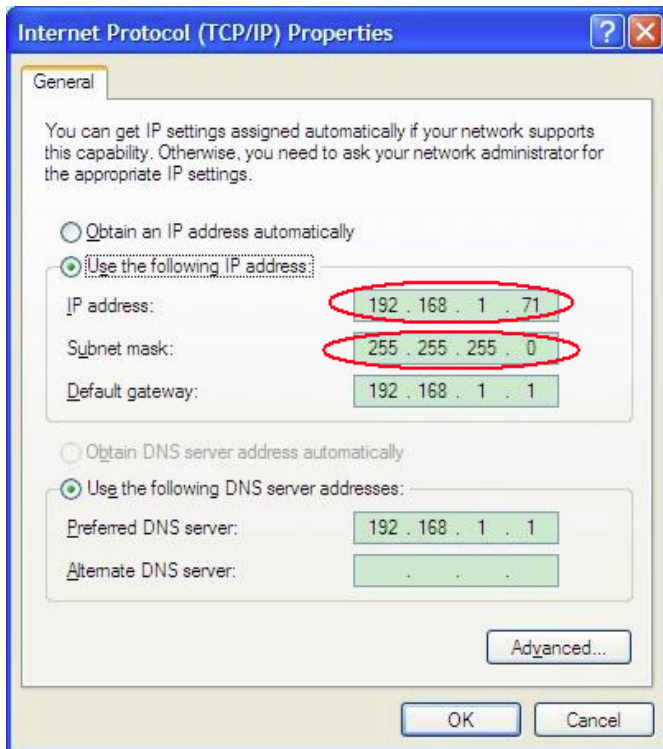 Internet Protocol (TCP/IP) Properties
General
You can get IP settings assigned automatically if your network supports
this capability. Otherwise, you need to ask your network administrator for
the appropriate IP settings.
Obtain an IP address automatically
Use the following IP address:
IP address: 192 . 168 . 1 . 71
Subnet mask: 255 . 255 . 255 . 0
Default gateway: 192 . 168 . 1 . 1
Obtain DNS server address automatically
Use the following DNS server addresses:
Preferred DNS server: 192 . 168 . 1 . 1
Alternate DNS server: . . .
Advanced...
OK Cancel